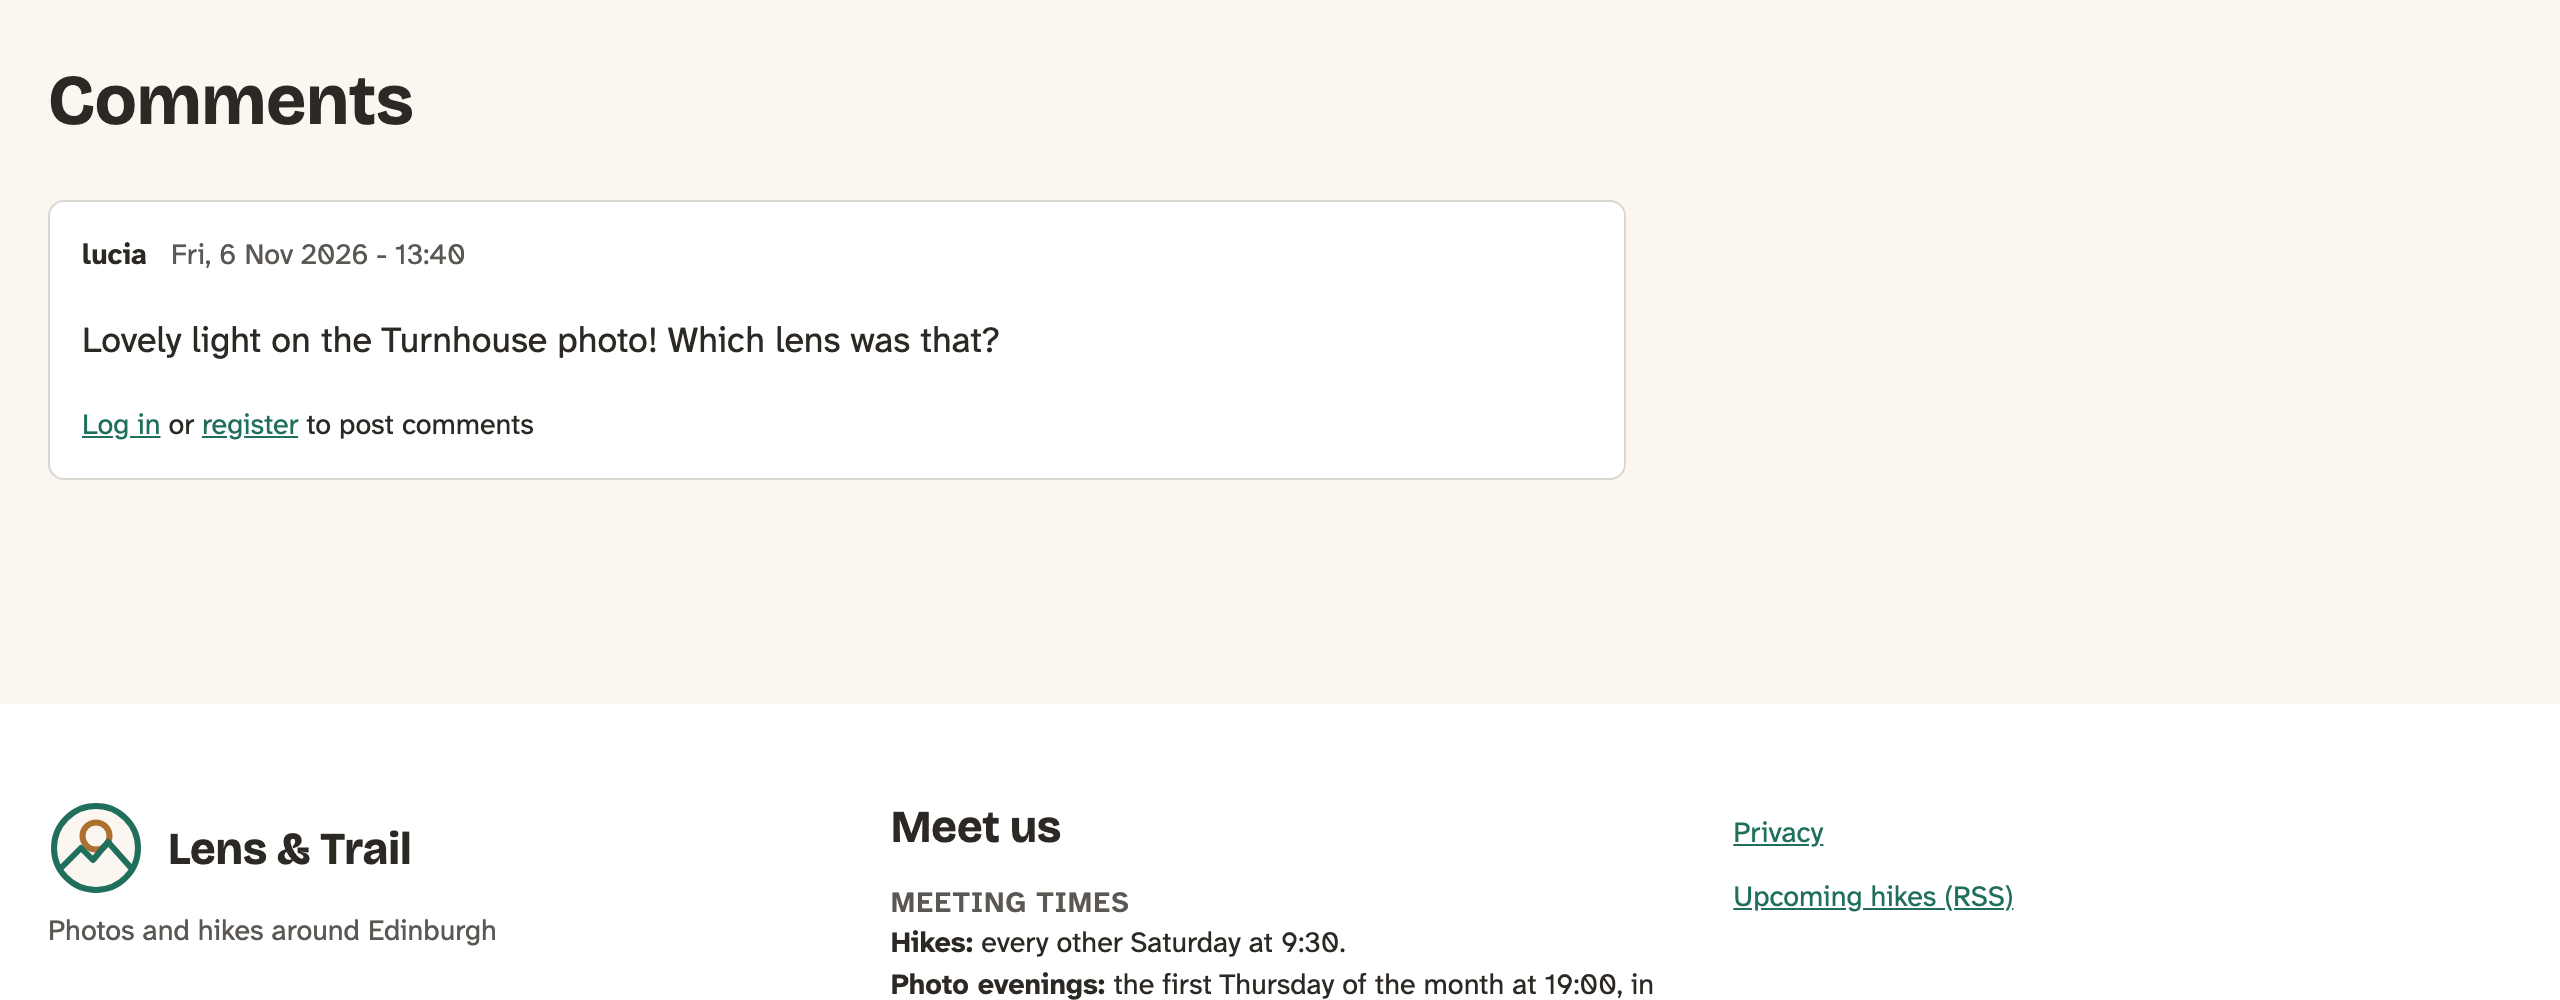 Comments
lucia Fri, 6 Nov 2026 - 13:40
Lovely light on the Turnhouse photo! Which lens was that?
Log in or register to post comments
Lens & Trail
Photos and hikes around Edinburgh
Meet us
MEETING TIMES
Hikes: every other Saturday at 9:30.
Photo evenings: the first Thursday of the month at 19:00, in
Privacy
Upcoming hikes (RSS)